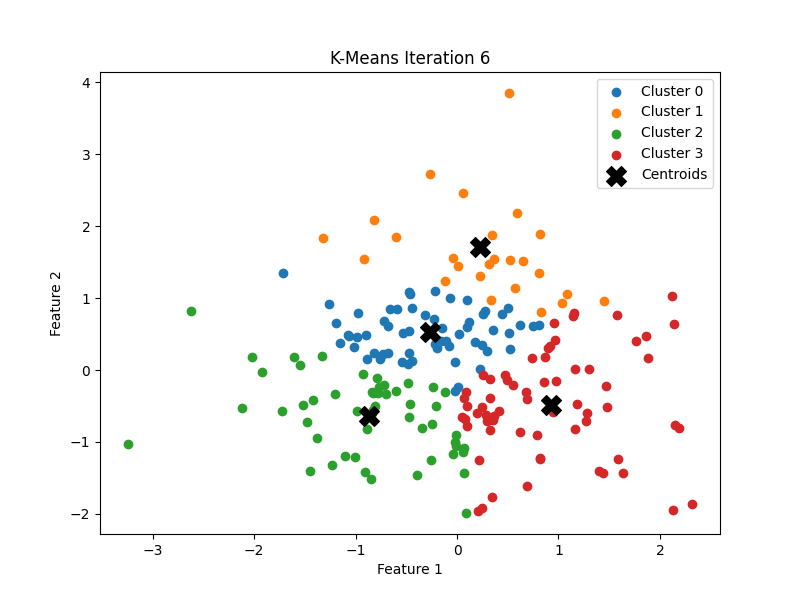 K-Means Iteration 6
Cluster 0
Cluster 1
Cluster 2
Cluster 3
Centroids
4
3
2
1
0
−1
−2
Feature 2
−3
−2
−1
0
1
2
Feature 1